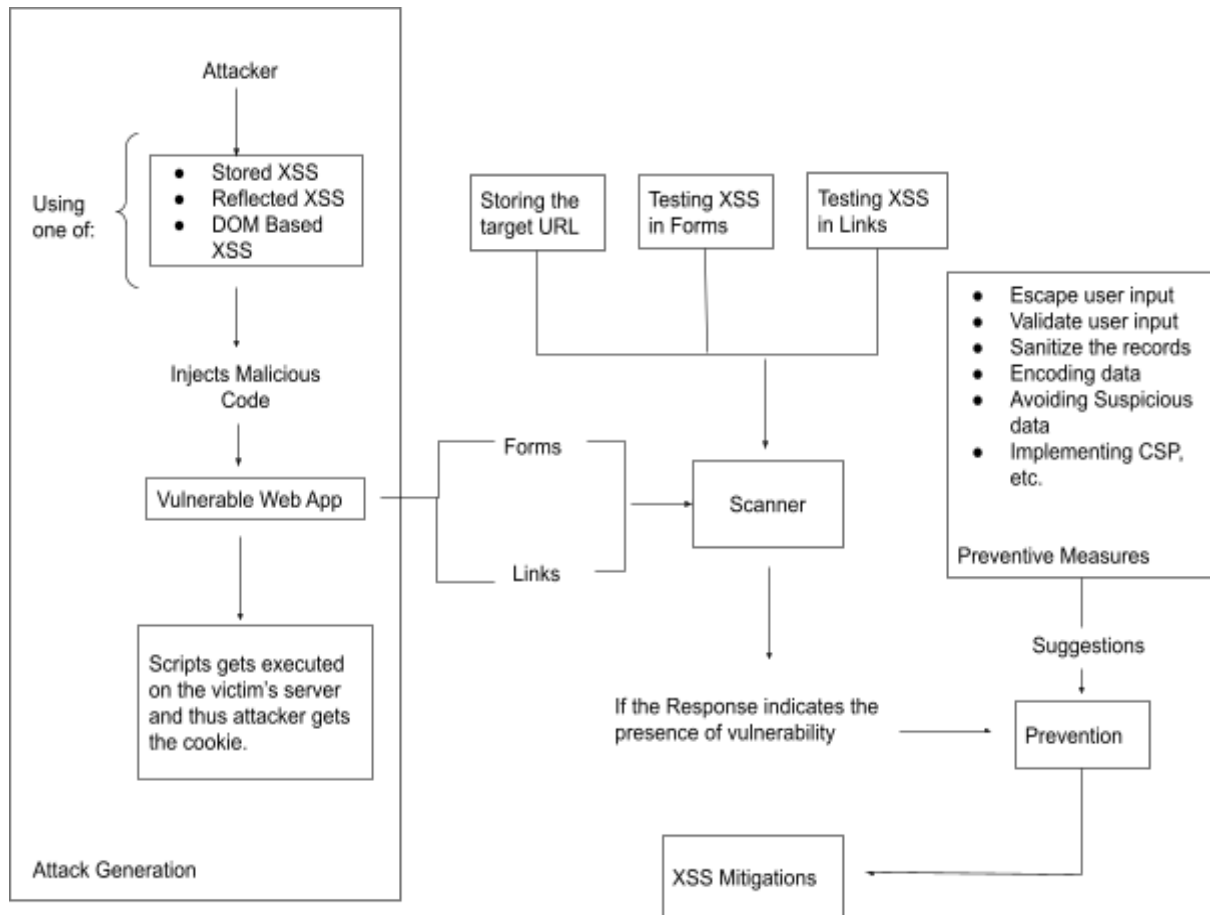 Attacker
Using
one of:
● Stored XSS
● Reflected XSS
● DOM Based
XSS
Injects Malicious
Code
Vulnerable Web App
Scripts gets executed
on the victim's server
and thus attacker gets
the cookie.
Attack Generation
Forms
Links
Storing the
target URL
Testing XSS
in Forms
Testing XSS
in Links
Scanner
If the Response indicates the
presence of vulnerability
● Escape user input
● Validate user input
● Sanitize the records
● Encoding data
● Avoiding Suspicious
data
● Implementing CSP,
etc.
Preventive Measures
Suggestions
Prevention
XSS Mitigations